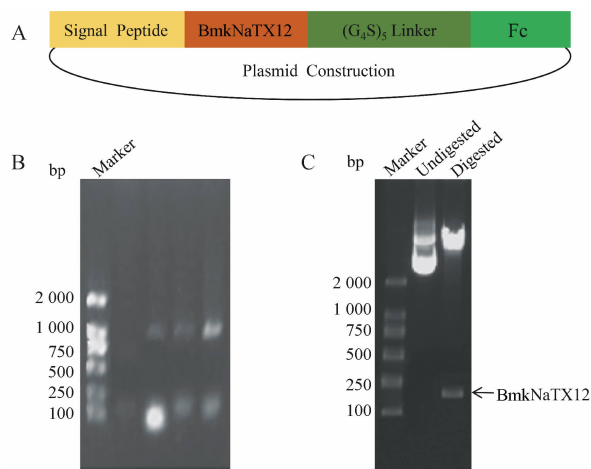 A
Signal Peptide BmkNaTX12 (G₄S)₅ Linker Fc
Plasmid Construction
B
bp
Marker
2 000
1 000
750
500
250
100
C
bp
Marker
Undigested
Digested
2 000
1 000
750
500
250
100
BmkNaTX12